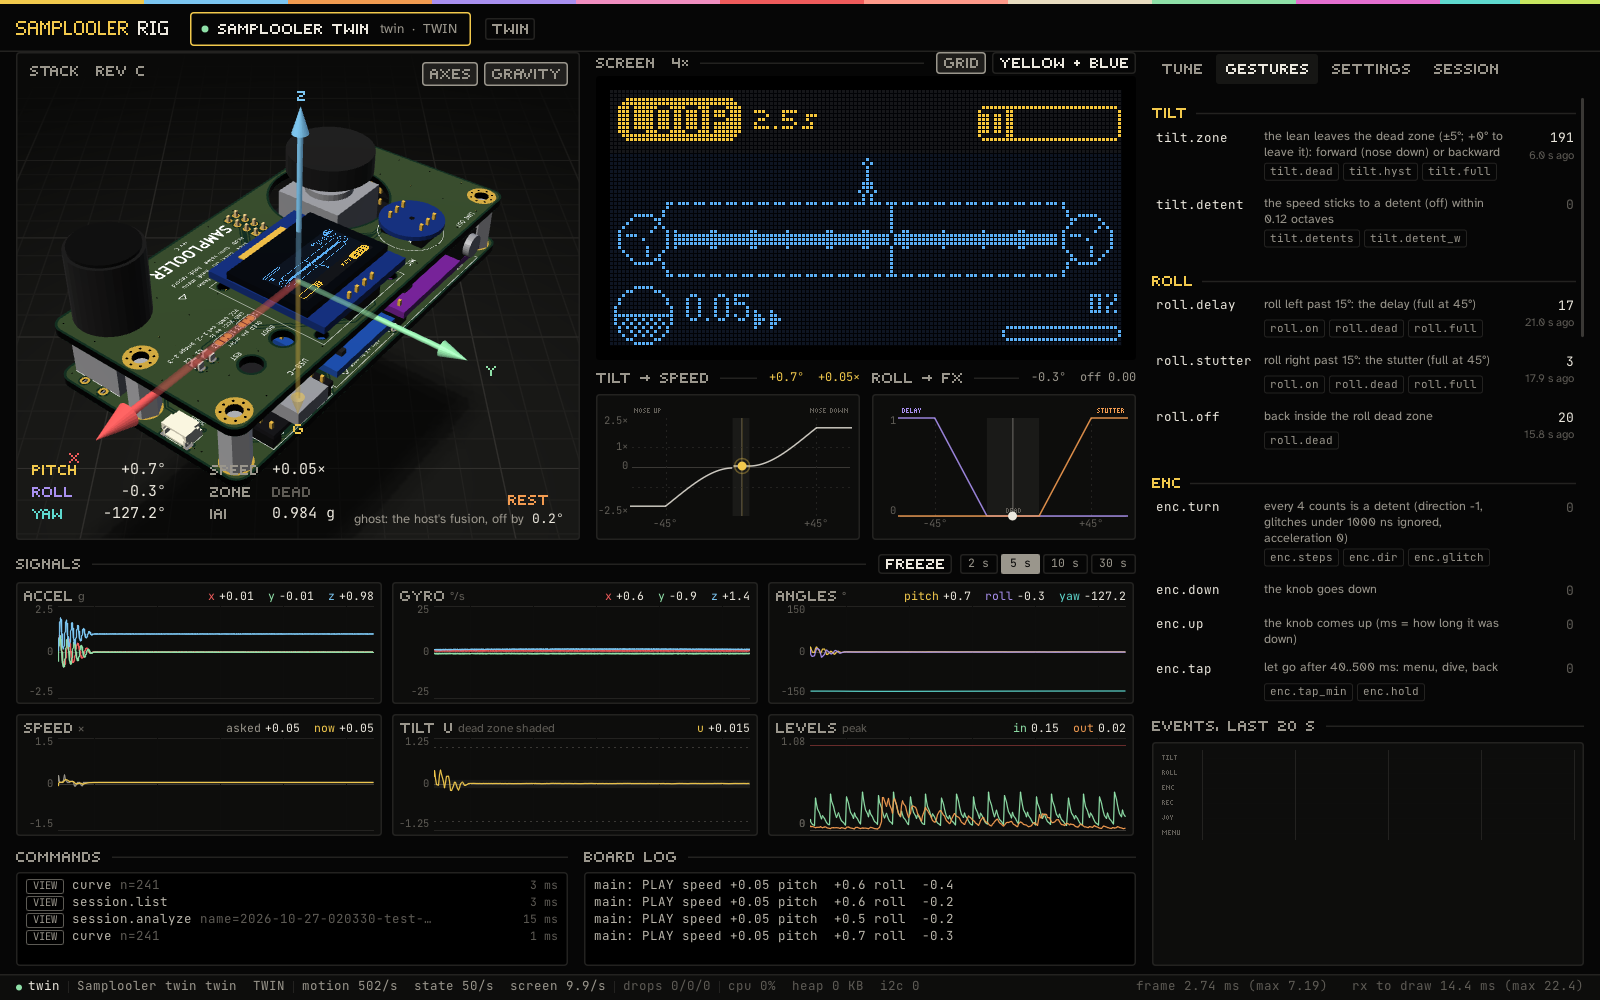 SAMPLOOLER RIG
SAMPLOOLER TWIN twin · TWIN
TWIN
STACK REV C
AXES
GRAVITY
Z
SAMPLOOLER
Y
G
X
PITCH +0.7° SPEED +0.05×
ROLL -0.3° ZONE DEAD
YAW -127.2° IAI 0.984 g
REST
ghost: the host's fusion, off by 0.2°
SCREEN 4×
GRID
YELLOW + BLUE
LOOP 2.5s
0.05
0%
TILT → SPEED +0.7° +0.05×
NOSE UP NOSE DOWN
2.5×
1×
0
-2.5×
-45° +45°
ROLL → FX -0.3° off 0.00
DELAY STUTTER
1
0
DEAD
-45° +45°
SIGNALS
FREEZE
2 s
5 s
10 s
30 s
ACCEL g x +0.01 y -0.01 z +0.98
2.5
0
-2.5
GYRO °/s x +0.6 y -0.9 z +1.4
25
0
-25
ANGLES ° pitch +0.7 roll -0.3 yaw -127.2
150
0
-150
SPEED × asked +0.05 now +0.05
1.5
0
-1.5
TILT U dead zone shaded u +0.015
1.25
0
-1.25
LEVELS peak in 0.15 out 0.02
1.08
0
COMMANDS
VIEW curve n=241 3 ms
VIEW session.list 3 ms
VIEW session.analyze name=2026-10-27-020330-test-… 15 ms
VIEW curve n=241 1 ms
BOARD LOG
main: PLAY speed +0.05 pitch +0.6 roll -0.4
main: PLAY speed +0.05 pitch +0.6 roll -0.2
main: PLAY speed +0.05 pitch +0.5 roll -0.2
main: PLAY speed +0.05 pitch +0.7 roll -0.3
TUNE
GESTURES
SETTINGS
SESSION
TILT
tilt.zone the lean leaves the dead zone (±5°; +0° to 191
leave it): forward (nose down) or backward 6.0 s ago
tilt.dead tilt.hyst tilt.full
tilt.detent the speed sticks to a detent (off) within 0
0.12 octaves
tilt.detents tilt.detent_w
ROLL
roll.delay roll left past 15°: the delay (full at 45°) 17
roll.on roll.dead roll.full 21.0 s ago
roll.stutter roll right past 15°: the stutter (full at 45°) 3
roll.on roll.dead roll.full 17.9 s ago
roll.off back inside the roll dead zone 20
roll.dead 15.8 s ago
ENC
enc.turn every 4 counts is a detent (direction -1, 0
glitches under 1000 ns ignored,
acceleration 0)
enc.steps enc.dir enc.glitch
enc.down the knob goes down 0
enc.up the knob comes up (ms = how long it was 0
down)
enc.tap let go after 40..500 ms: menu, dive, back 0
enc.tap_min enc.hold
EVENTS, LAST 20 S
TILT
ROLL
ENC
REC
JOY
MENU
twin Samplooler twin twin TWIN motion 502/s state 50/s screen 9.9/s drops 0/0/0 cpu 0% heap 0 KB i2c 0
frame 2.74 ms (max 7.19) rx to draw 14.4 ms (max 22.4)